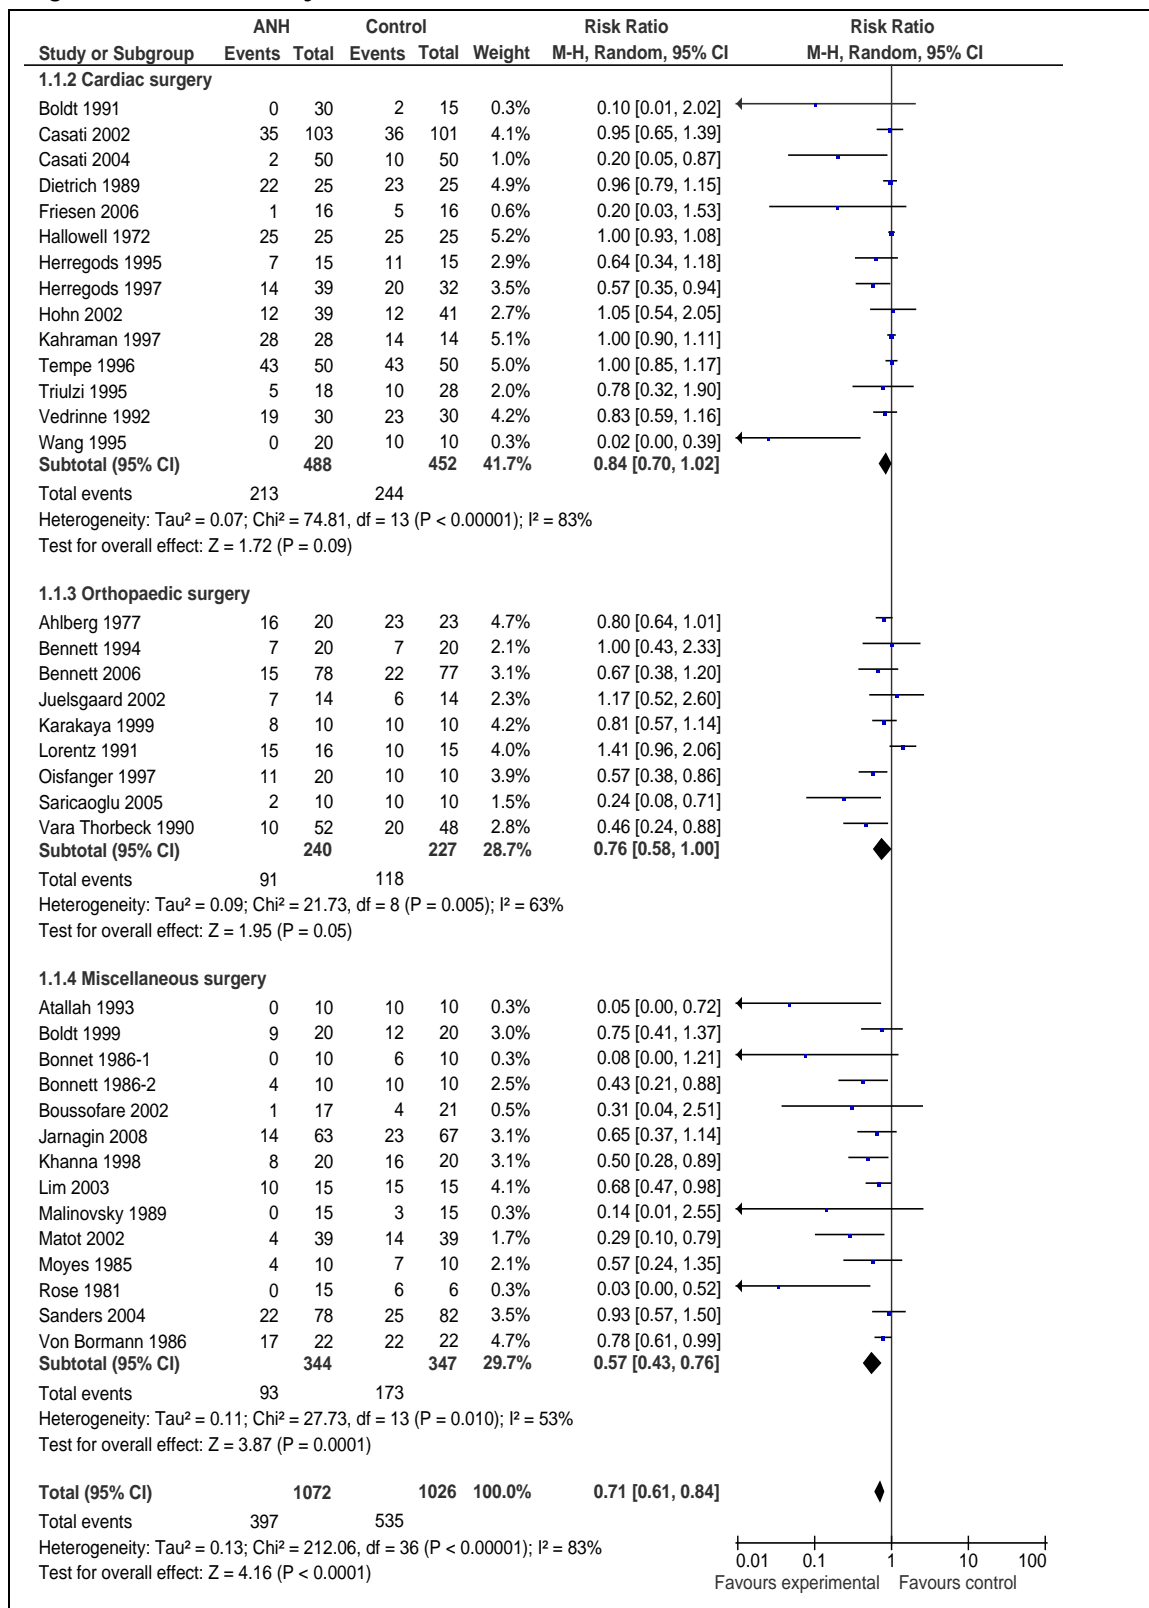 ANH Control Risk Ratio Risk Ratio
Study or Subgroup Events Total Events Total Weight M-H, Random, 95% CI M-H, Random, 95% CI
1.1.2 Cardiac surgery
Boldt 1991 0 30 2 15 0.3% 0.10 [0.01, 2.02]
Casati 2002 35 103 36 101 4.1% 0.95 [0.65, 1.39]
Casati 2004 2 50 10 50 1.0% 0.20 [0.05, 0.87]
Dietrich 1989 22 25 23 25 4.9% 0.96 [0.79, 1.15]
Friesen 2006 1 16 5 16 0.6% 0.20 [0.03, 1.53]
Hallowell 1972 25 25 25 25 5.2% 1.00 [0.93, 1.08]
Herregods 1995 7 15 11 15 2.9% 0.64 [0.34, 1.18]
Herregods 1997 14 39 20 32 3.5% 0.57 [0.35, 0.94]
Hohn 2002 12 39 12 41 2.7% 1.05 [0.54, 2.05]
Kahraman 1997 28 28 14 14 5.1% 1.00 [0.90, 1.11]
Tempe 1996 43 50 43 50 5.0% 1.00 [0.85, 1.17]
Triulzi 1995 5 18 10 28 2.0% 0.78 [0.32, 1.90]
Vedrinne 1992 19 30 23 30 4.2% 0.83 [0.59, 1.16]
Wang 1995 0 20 10 10 0.3% 0.02 [0.00, 0.39]
Subtotal (95% CI) 488 452 41.7% 0.84 [0.70, 1.02]
Total events 213 244
Heterogeneity: Tau² = 0.07; Chi² = 74.81, df = 13 (P < 0.00001); I² = 83%
Test for overall effect: Z = 1.72 (P = 0.09)
1.1.3 Orthopaedic surgery
Ahlberg 1977 16 20 23 23 4.7% 0.80 [0.64, 1.01]
Bennett 1994 7 20 7 20 2.1% 1.00 [0.43, 2.33]
Bennett 2006 15 78 22 77 3.1% 0.67 [0.38, 1.20]
Juelsgaard 2002 7 14 6 14 2.3% 1.17 [0.52, 2.60]
Karakaya 1999 8 10 10 10 4.2% 0.81 [0.57, 1.14]
Lorentz 1991 15 16 10 15 4.0% 1.41 [0.96, 2.06]
Oisfanger 1997 11 20 10 10 3.9% 0.57 [0.38, 0.86]
Saricaoglu 2005 2 10 10 10 1.5% 0.24 [0.08, 0.71]
Vara Thorbeck 1990 10 52 20 48 2.8% 0.46 [0.24, 0.88]
Subtotal (95% CI) 240 227 28.7% 0.76 [0.58, 1.00]
Total events 91 118
Heterogeneity: Tau² = 0.09; Chi² = 21.73, df = 8 (P = 0.005); I² = 63%
Test for overall effect: Z = 1.95 (P = 0.05)
1.1.4 Miscellaneous surgery
Atallah 1993 0 10 10 10 0.3% 0.05 [0.00, 0.72]
Boldt 1999 9 20 12 20 3.0% 0.75 [0.41, 1.37]
Bonnet 1986-1 0 10 6 10 0.3% 0.08 [0.00, 1.21]
Bonnett 1986-2 4 10 10 10 2.5% 0.43 [0.21, 0.88]
Boussofare 2002 1 17 4 21 0.5% 0.31 [0.04, 2.51]
Jarnagin 2008 14 63 23 67 3.1% 0.65 [0.37, 1.14]
Khanna 1998 8 20 16 20 3.1% 0.50 [0.28, 0.89]
Lim 2003 10 15 15 15 4.1% 0.68 [0.47, 0.98]
Malinovsky 1989 0 15 3 15 0.3% 0.14 [0.01, 2.55]
Matot 2002 4 39 14 39 1.7% 0.29 [0.10, 0.79]
Moyes 1985 4 10 7 10 2.1% 0.57 [0.24, 1.35]
Rose 1981 0 15 6 6 0.3% 0.03 [0.00, 0.52]
Sanders 2004 22 78 25 82 3.5% 0.93 [0.57, 1.50]
Von Bormann 1986 17 22 22 22 4.7% 0.78 [0.61, 0.99]
Subtotal (95% CI) 344 347 29.7% 0.57 [0.43, 0.76]
Total events 93 173
Heterogeneity: Tau² = 0.11; Chi² = 27.73, df = 13 (P = 0.010); I² = 53%
Test for overall effect: Z = 3.87 (P = 0.0001)
Total (95% CI) 1072 1026 100.0% 0.71 [0.61, 0.84]
Total events 397 535
Heterogeneity: Tau² = 0.13; Chi² = 212.06, df = 36 (P < 0.00001); I² = 83%
Test for overall effect: Z = 4.16 (P < 0.0001)
0.01 0.1 1 10 100
Favours experimental Favours control